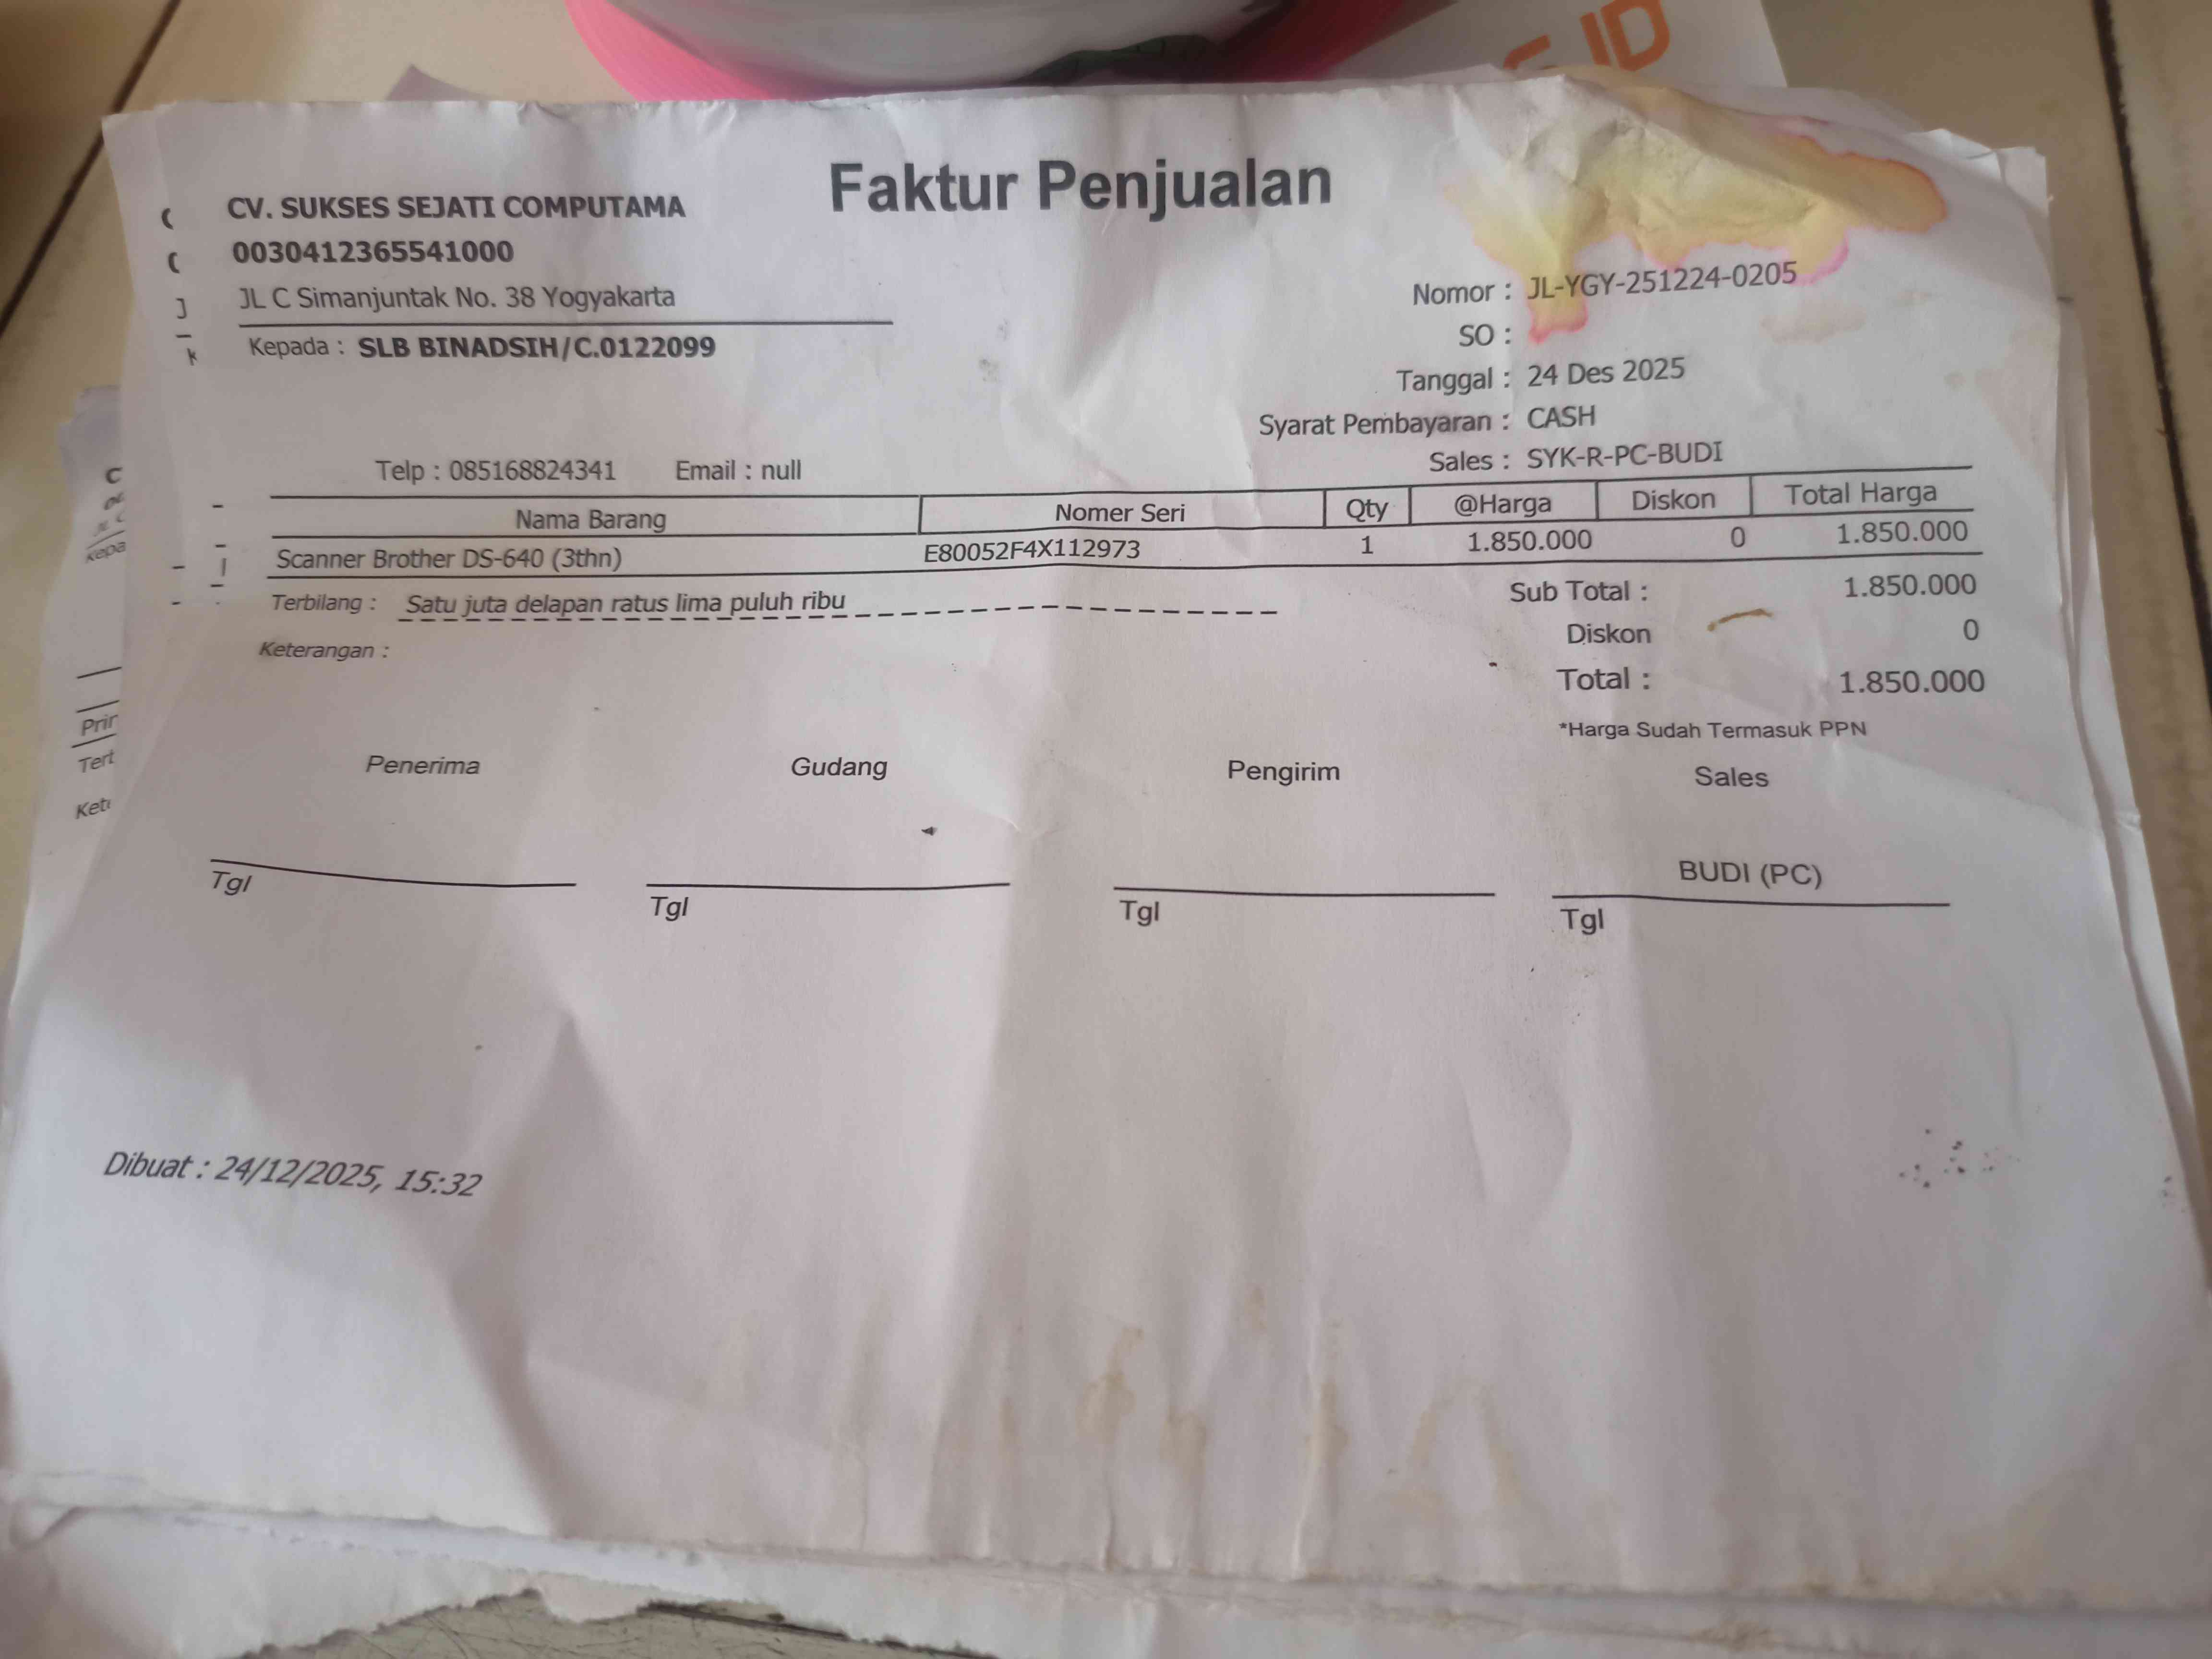 ID
Faktur Penjualan
CV. SUKSES SEJATI COMPUTAMA
0030412365541000
JL C Simanjuntak No. 38 Yogyakarta
Kepada : SLB BINADSIH/C.0122099
Telp : 085168824341 Email : null
Nomor : JL-YGY-251224-0205
SO :
Tanggal : 24 Des 2025
Syarat Pembayaran : CASH
Sales : SYK-R-PC-BUDI
Nama Barang Nomer Seri Qty @Harga Diskon Total Harga
Scanner Brother DS-640 (3thn) E80052F4X112973 1 1.850.000 0 1.850.000
Terbilang : Satu juta delapan ratus lima puluh ribu
Keterangan :
Sub Total : 1.850.000
Diskon 0
Total : 1.850.000
*Harga Sudah Termasuk PPN
Penerima Gudang Pengirim Sales
BUDI (PC)
Tgl Tgl Tgl Tgl
Dibuat : 24/12/2025, 15:32